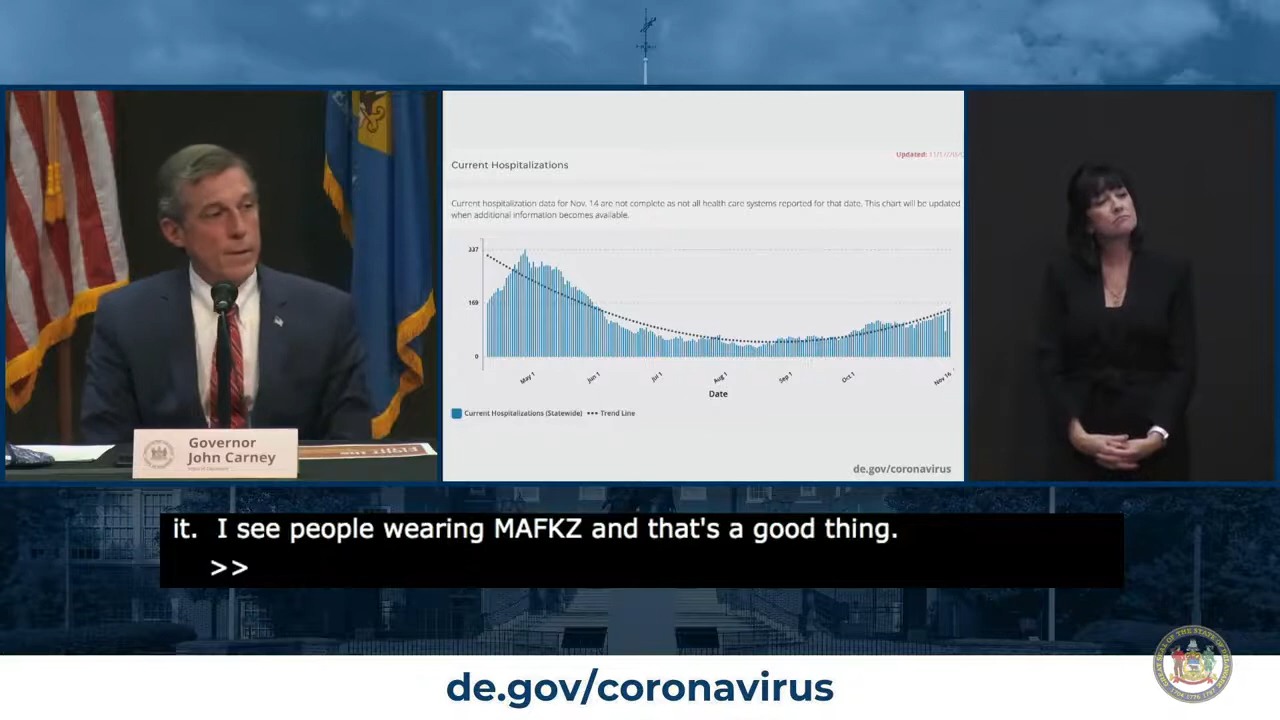 Current Hospitalizations
Updated:
Current hospitalization data for Nov. 14 are not complete as not all health care systems reported for that date. This chart will be updated
when additional information becomes available.
337
169
0
May 1
Jun 1
Jul 1
Aug 1
Sep 1
Oct 1
Nov 16
Date
Current Hospitalizations (Statewide)
Trend Line
de.gov/coronavirus
Governor
John Carney
it. I see people wearing MAFKZ and that's a good thing.
>>
de.gov/coronavirus